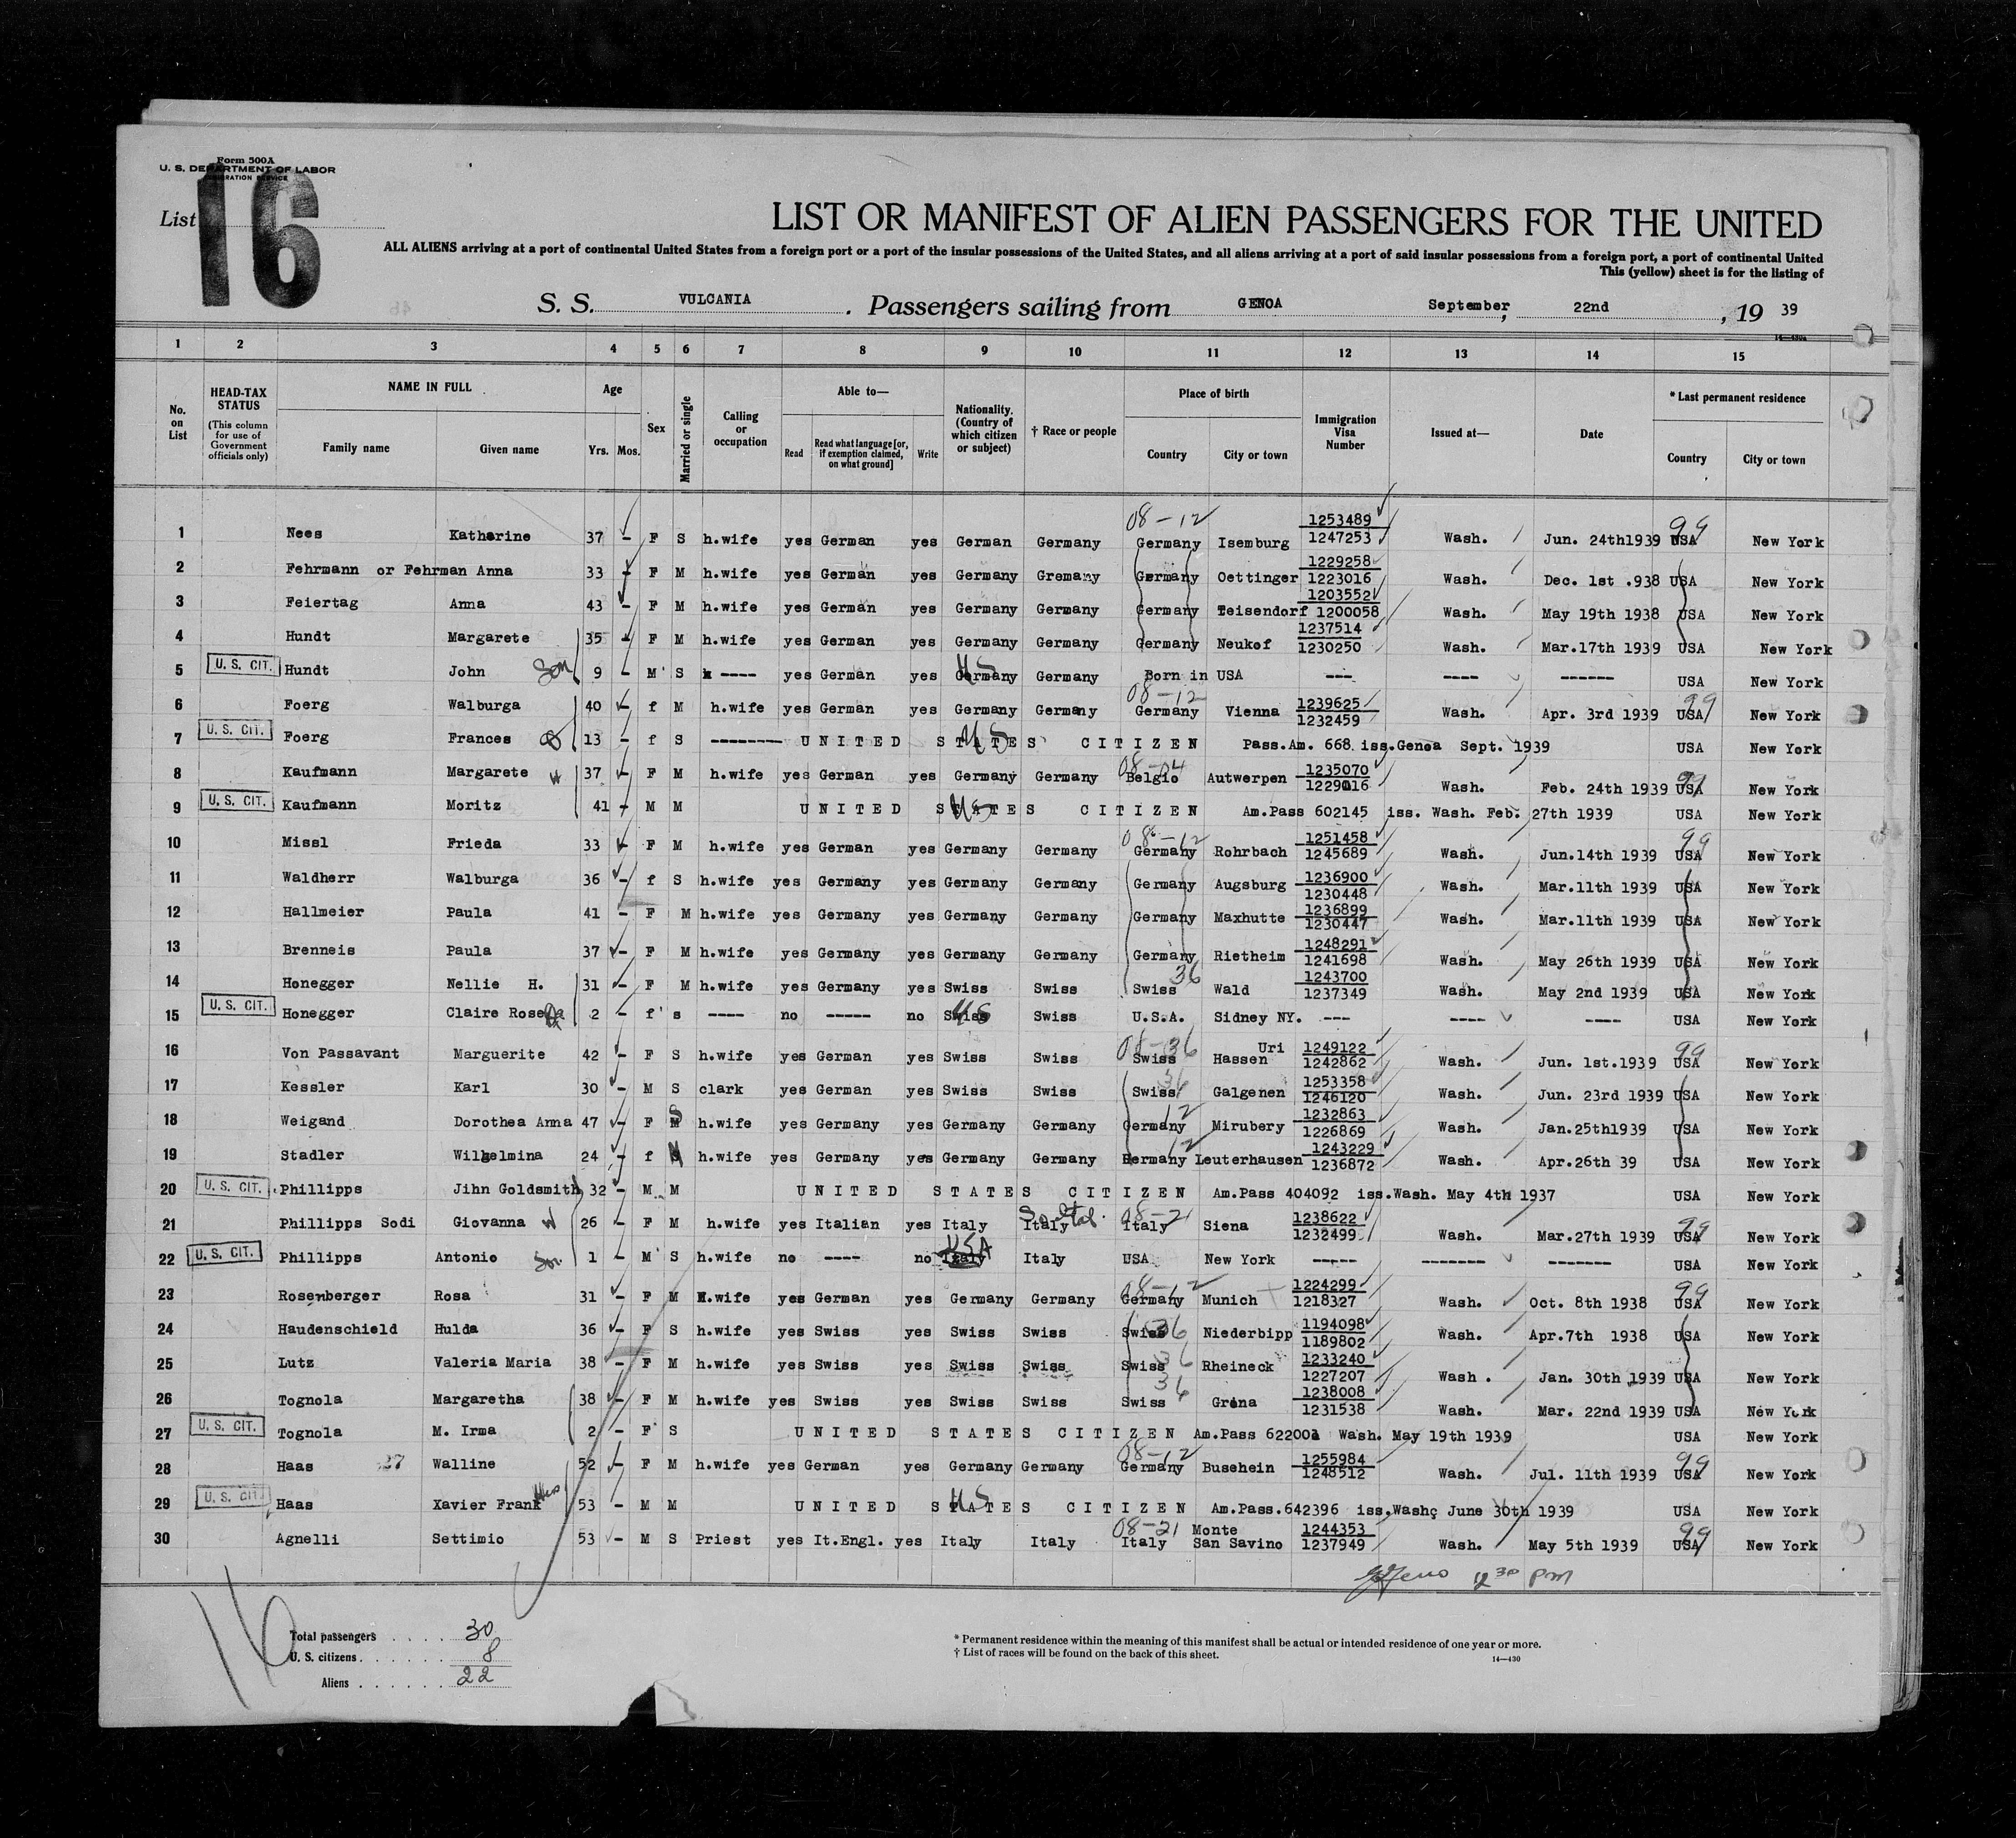 Form 500A
U. S. DEPARTMENT OF LABOR
IMMIGRATION SERVICE
List 16
LIST OR MANIFEST OF ALIEN PASSENGERS FOR THE UNITED
ALL ALIENS arriving at a port of continental United States from a foreign port or a port of the insular possessions of the United States, and all aliens arriving at a port of said insular possessions from a foreign port, a port of continental United
This (yellow) sheet is for the listing of
S. S. VULCANIA . Passengers sailing from GENOA September , 22nd , 19 39
14—430a
1 2 3 4 5 6 7 8 9 10 11 12 13 14 15
No. on List
HEAD-TAX STATUS
(This column for use of Government officials only)
NAME IN FULL
Family name Given name
Age
Yrs. Mos.
Sex
Married or single
Calling or occupation
Able to—
Read Read what language [or, if exemption claimed, on what ground] Write
Nationality. (Country of which citizen or subject)
† Race or people
Place of birth
Country City or town
Immigration Visa Number
Issued at—
Date
* Last permanent residence
Country City or town
08-12 1253489 99
1 Nees Katherine 37 - F S h.wife yes German yes German Germany Germany Isemburg 1247253 Wash. Jun. 24th1939 USA New York
1229258
2 Fehrmann or Fehrman Anna 33 - F M h.wife yes German yes Germany Gremany Germany Oettinger 1223016 Wash. Dec. 1st .938 USA New York
1203552
3 Feiertag Anna 43 - F M h.wife yes German yes Germany Germany Germany Teisendorf 1200058 Wash. May 19th 1938 USA New York
1237514
4 Hundt Margarete 35 - F M h.wife yes German yes Germany Germany Germany Neukof 1230250 Wash. Mar.17th 1939 USA New York
5 U. S. CIT. Hundt John Son 9 - M S ---- yes German yes Germany US Germany Born in USA --- ---- ------ USA New York
08-12 1239625 99
6 Foerg Walburga 40 - f M h.wife yes German yes Germany Germany Germany Vienna 1232459 Wash. Apr. 3rd 1939 USA New York
7 U. S. CIT. Foerg Frances 13 - f S ------- UNITED STATES CITIZEN US Pass.Am. 668 iss.Genoa Sept. 1939 USA New York
08-04 1235070 99
8 Kaufmann Margarete W 37 - F M h.wife yes German yes Germany Germany Belgio Autwerpen 1229016 Wash. Feb. 24th 1939 USA New York
9 U. S. CIT. Kaufmann Moritz 41 - M M UNITED STATES CITIZEN US Am.Pass 602145 iss. Wash. Feb. 27th 1939 USA New York
08-12 1251458 99
10 Missl Frieda 33 - F M h.wife yes German yes Germany Germany Germany Rohrbach 1245689 Wash. Jun.14th 1939 USA New York
1236900
11 Waldherr Walburga 36 - f S h.wife yes Germany yes Germany Germany Germany Augsburg 1230448 Wash. Mar.11th 1939 USA New York
1236899
12 Hallmeier Paula 41 - F M h.wife yes Germany yes Germany Germany Germany Maxhutte 1230447 Wash. Mar.11th 1939 USA New York
1248291
13 Brenneis Paula 37 - F M h.wife yes Germany yes Germany Germany Germany Rietheim 1241698 Wash. May 26th 1939 USA New York
36 1243700
14 Honegger Nellie H. 31 - F M h.wife yes Germany yes Swiss Swiss Swiss Wald 1237349 Wash. May 2nd 1939 USA New York
15 U. S. CIT. Honegger Claire Rose 2 - f s ---- no ----- no Swiss US Swiss U.S.A. Sidney NY. --- ---- ---- USA New York
08-36 Uri 1249122 99
16 Von Passavant Marguerite 42 - F S h.wife yes German yes Swiss Swiss Swiss Hassen 1242862 Wash. Jun. 1st.1939 USA New York
36 1253358
17 Kessler Karl 30 - M S clark yes German yes Swiss Swiss Swiss Galgenen 1246120 Wash. Jun. 23rd 1939 USA New York
12 1232863
18 Weigand Dorothea Anna 47 - F M S h.wife yes Germany yes Germany Germany Germany Mirubery 1226869 Wash. Jan.25th1939 USA New York
12 1243229
19 Stadler Wilhelmina 24 - f M h.wife yes Germany yes Germany Germany Germany Leuterhausen 1236872 Wash. Apr.26th 39 USA New York
20 U. S. CIT. Phillipps Jihn Goldsmith 32 - M M UNITED STATES CITIZEN Am.Pass 404092 iss.Wash. May 4th 1937 USA New York
08-21 1238622 99
21 Phillipps Sodi Giovanna W 26 - F M h.wife yes Italian yes Italy Italy Italy Siena 1232499 Wash. Mar.27th 1939 USA New York
22 U. S. CIT. Phillipps Antonio Son 1 - M S h.wife no ---- no Italy USA Italy USA New York ----- ------- ------- USA New York
08-12 1224299 99
23 Rosenberger Rosa 31 - F M H.wife yes German yes Germany Germany Germany Munich 1218327 Wash. Oct. 8th 1938 USA New York
36 1194098
24 Haudenschield Hulda 36 - F S h.wife yes Swiss yes Swiss Swiss Swiss Niederbipp 1189802 Wash. Apr.7th 1938 USA New York
36 1233240
25 Lutz Valeria Maria 38 - F M h.wife yes Swiss yes Swiss Swiss Swiss Rheineck 1227207 Wash . Jan. 30th 1939 USA New York
36 1238008
26 Tognola Margaretha 38 - F M h.wife yes Swiss yes Swiss Swiss Swiss Grona 1231538 Wash. Mar. 22nd 1939 USA New York
27 U. S. CIT. Tognola M. Irma 2 - F S UNITED STATES CITIZEN Am.Pass 622001 Wash. May 19th 1939 USA New York
08-12 1255984 99
28 Haas 27 Walline 52 - F M h.wife yes German yes Germany Germany Germany Busehein 1248512 Wash. Jul. 11th 1939 USA New York
29 U. S. CIT. Haas Xavier Frank Hus 53 - M M UNITED STATES CITIZEN US Am.Pass.642396 iss.Wash. June 30th 1939 USA New York
08-21 Monte 1244353 99
30 Agnelli Settimio 53 - M S Priest yes It.Engl. yes Italy Italy Italy San Savino 1237949 Wash. May 5th 1939 USA New York
12 30 PM
16
Total passengers . . . . 30
U. S. citizens . . . . . . 8
Aliens . . . . . . 22
* Permanent residence within the meaning of this manifest shall be actual or intended residence of one year or more.
† List of races will be found on the back of this sheet.
14—430